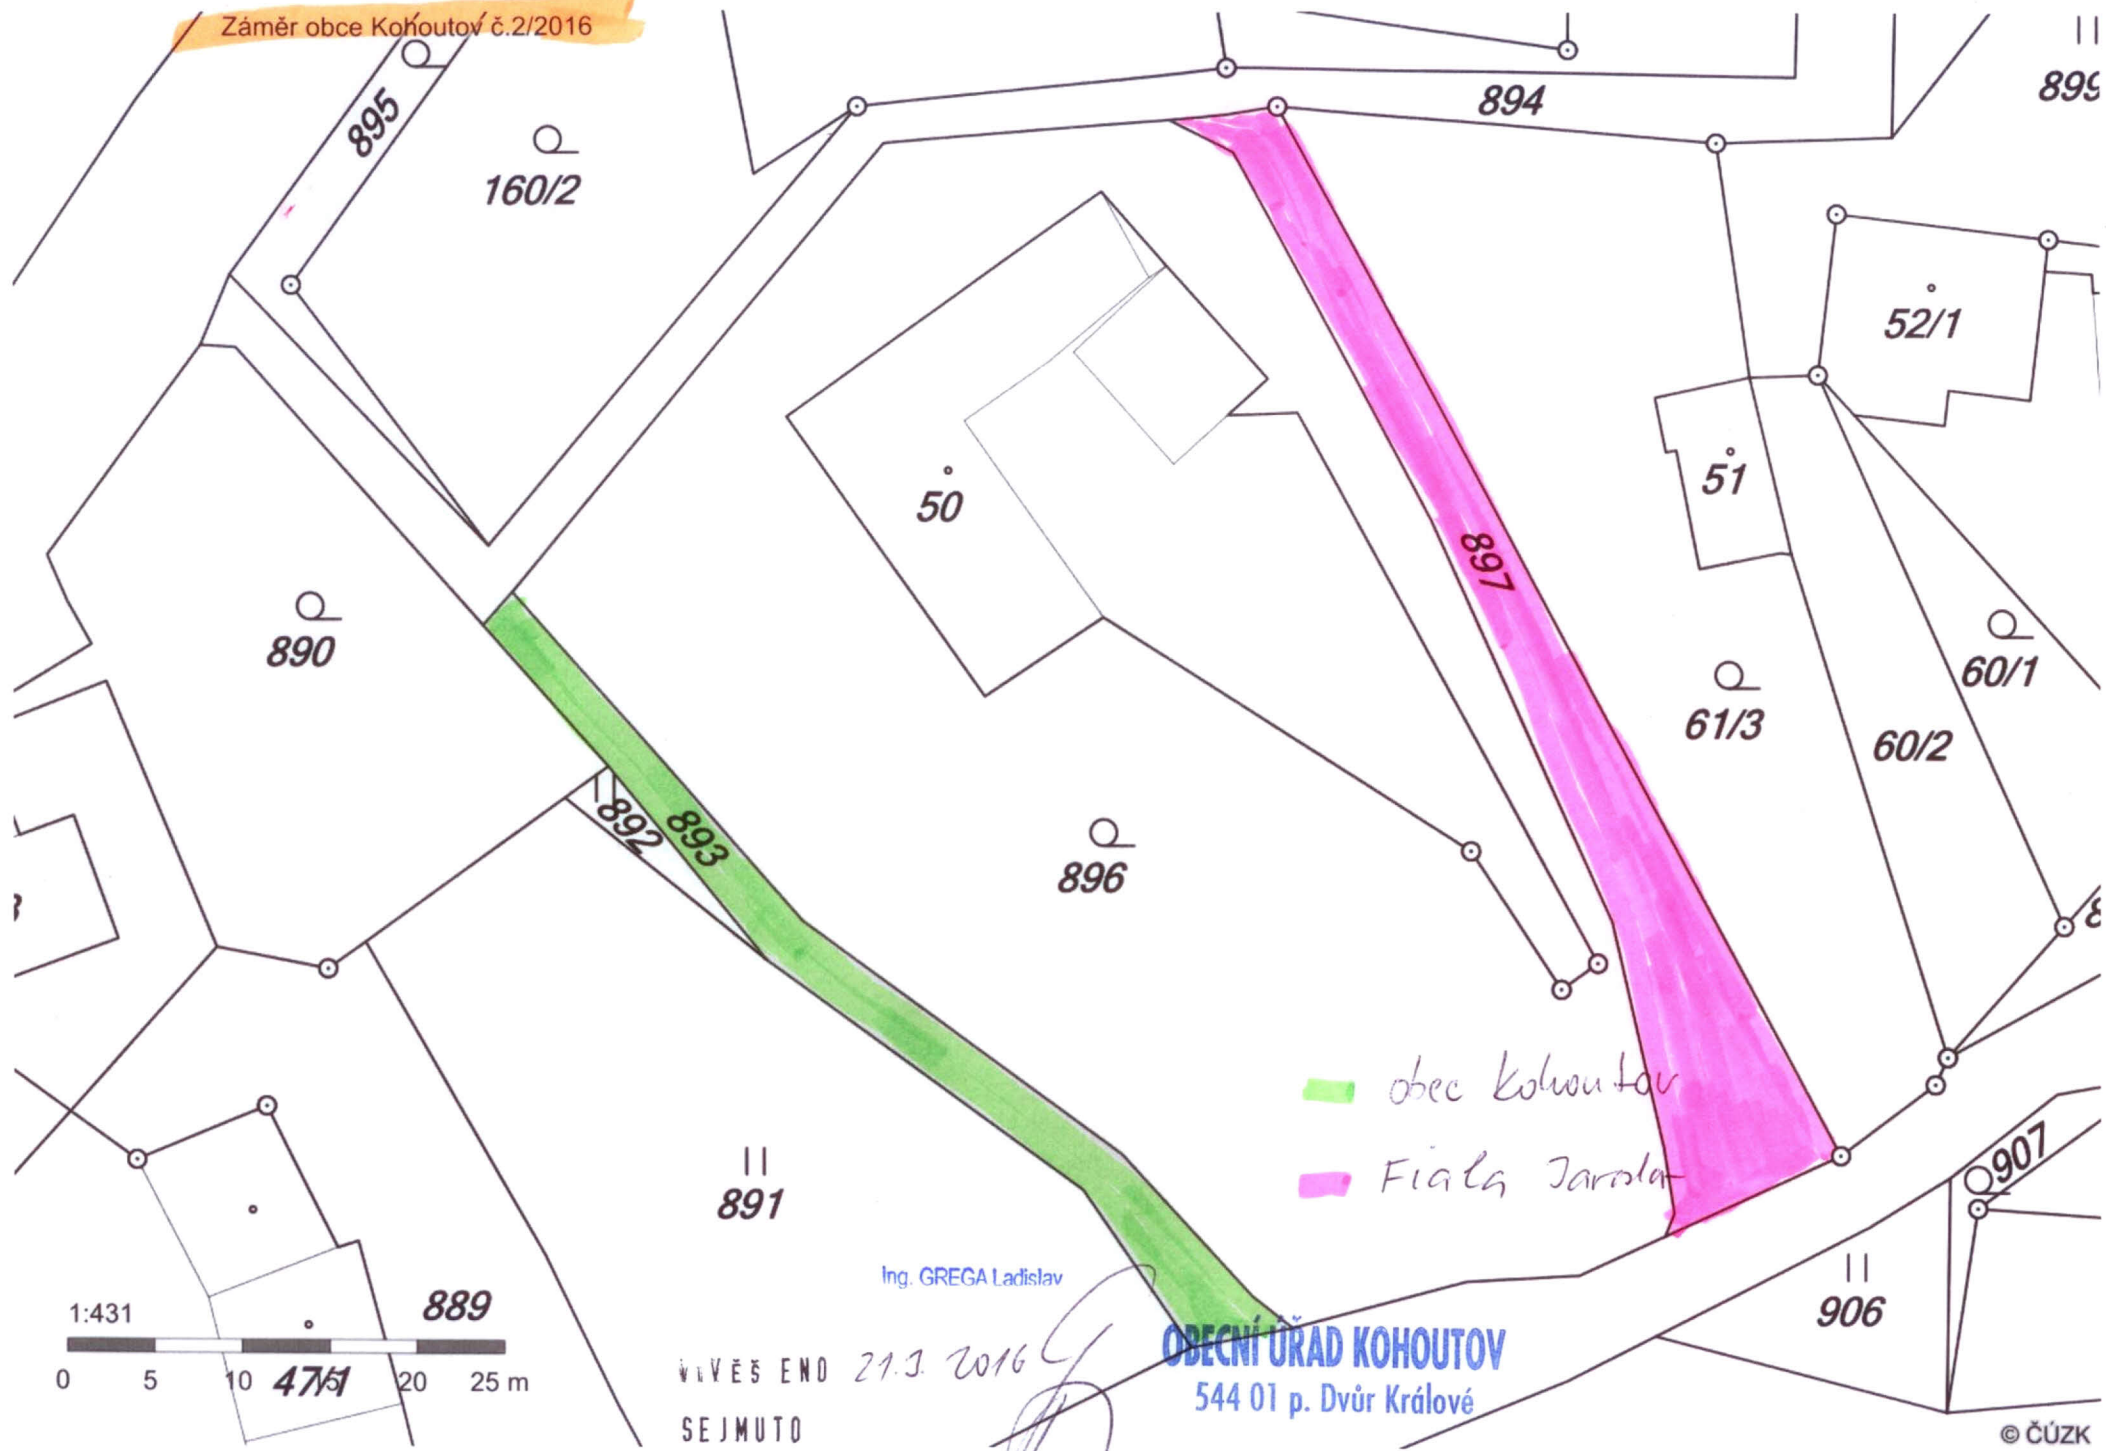 Záměr obce Kohoutov č.2/2016
895
160/2
894
899
52/1
50
51
897
890
60/1
61/3
60/2
892
893
896
obec Kohoutov
Fiala Jarosla
907
891
906
Ing. GREGA Ladislav
1:431
889
0 5 10 15 20 25 m
47/1
VYVĚŠENO 21.3. 2016
SEJMUTO
OBECNÍ ÚŘAD KOHOUTOV
544 01 p. Dvůr Králové
© ČÚZK